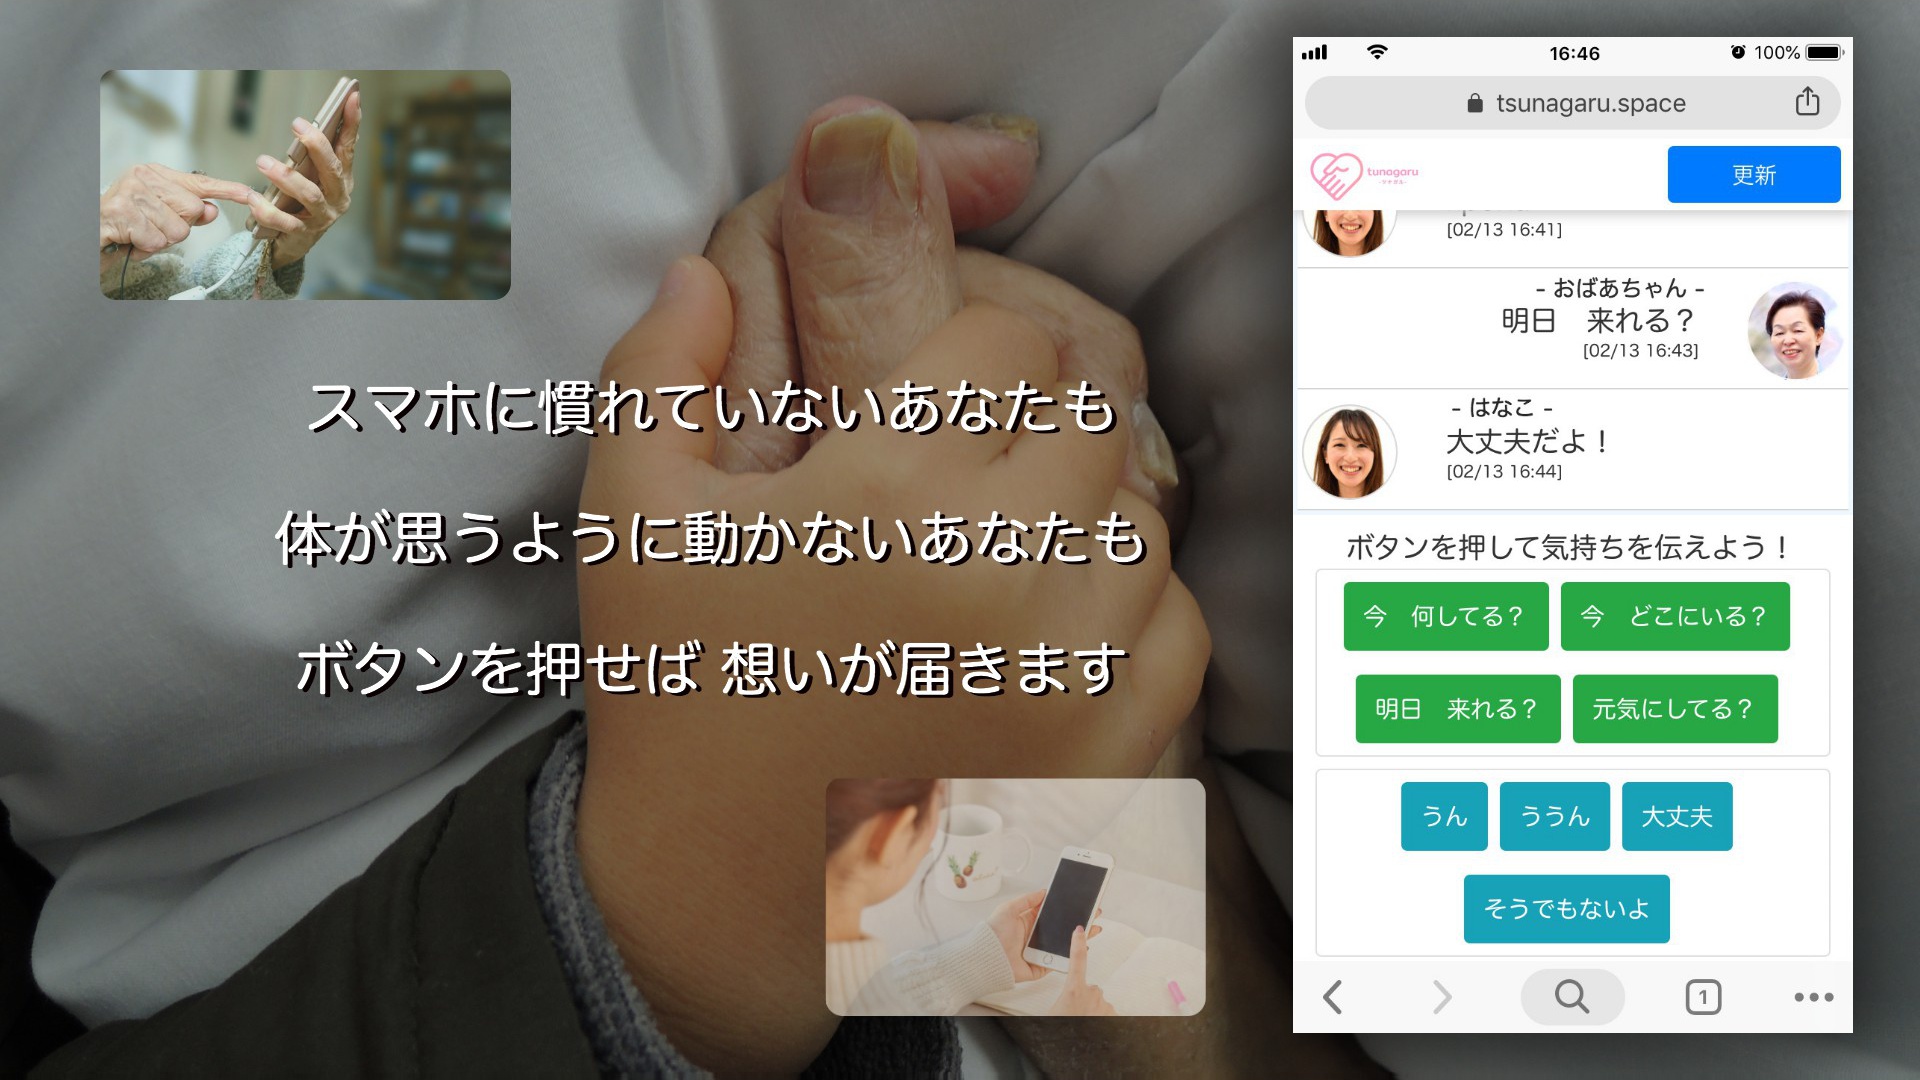 スマホに慣れていないあなたも
体が思うように動かないあなたも
ボタンを押せば 想いが届きます
16:46
100%
tsunagaru.space
tunagaru
-ツナガル-
更新
[02/13 16:41]
- おばあちゃん -
明日　来れる？
[02/13 16:43]
- はなこ -
大丈夫だよ！
[02/13 16:44]
ボタンを押して気持ちを伝えよう！
今　何してる？
今　どこにいる？
明日　来れる？
元気にしてる？
うん
ううん
大丈夫
そうでもないよ
1